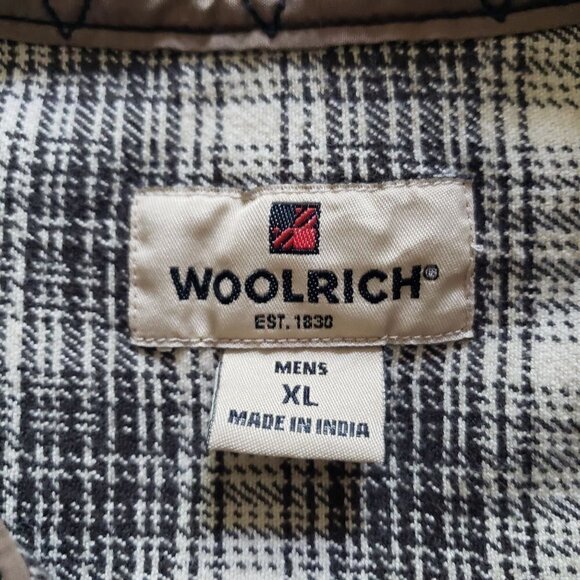 WOOLRICH®
EST. 1830
MENS
XL
MADE IN INDIA